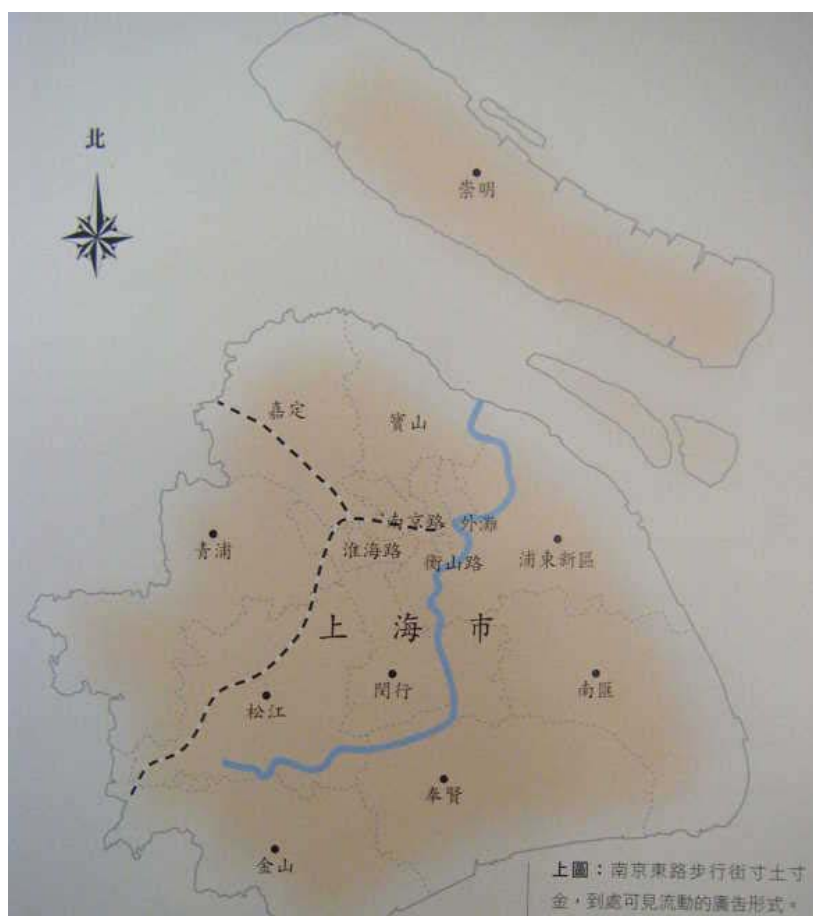 北
崇明
嘉定
寶山
南京路
外灘
青浦
淮海路
衡山路
浦東新區
上海市
松江
閔行
南匯
奉賢
金山
上圖：南京東路步行街寸土寸
金，到處可見流動的廣告形式。